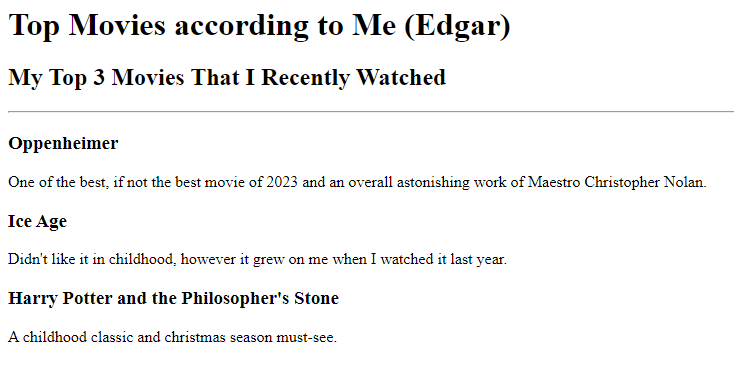 Top Movies according to Me (Edgar)
My Top 3 Movies That I Recently Watched
Oppenheimer
One of the best, if not the best movie of 2023 and an overall astonishing work of Maestro Christopher Nolan.
Ice Age
Didn't like it in childhood, however it grew on me when I watched it last year.
Harry Potter and the Philosopher's Stone
A childhood classic and christmas season must-see.